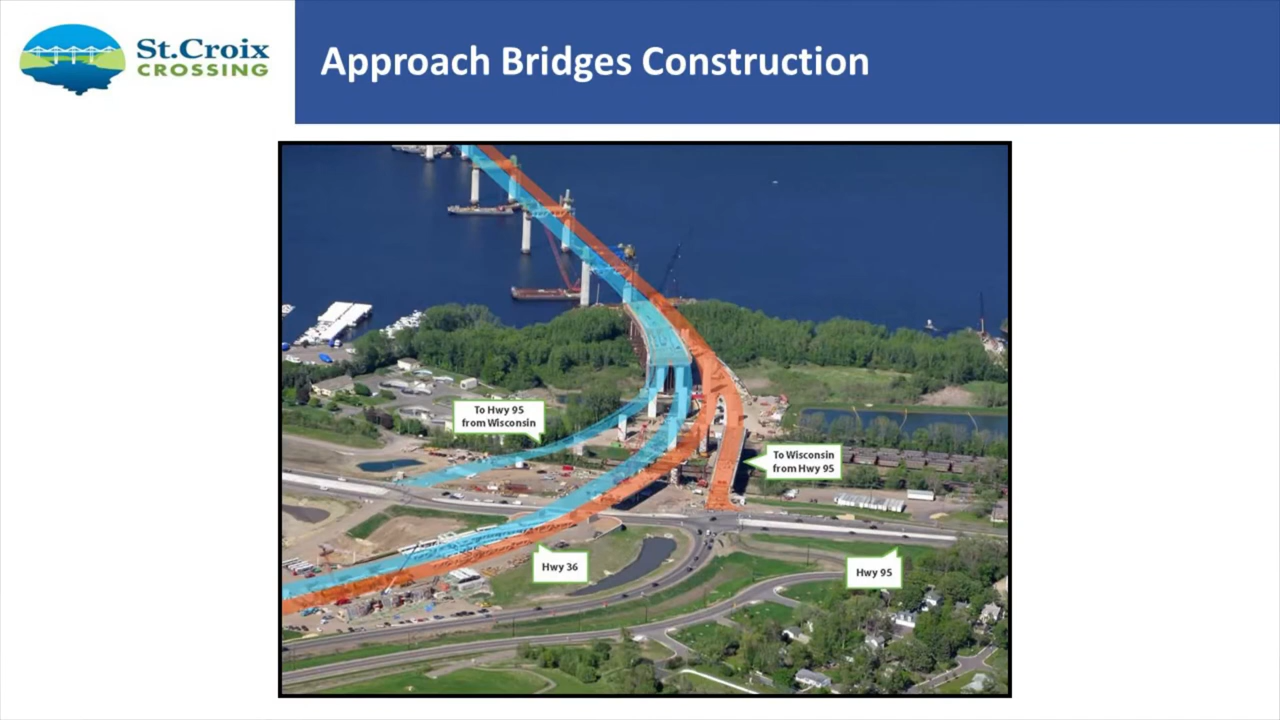 St.Croix
CROSSING
Approach Bridges Construction
To Hwy 95
from Wisconsin
To Wisconsin
from Hwy 95
Hwy 36
Hwy 95